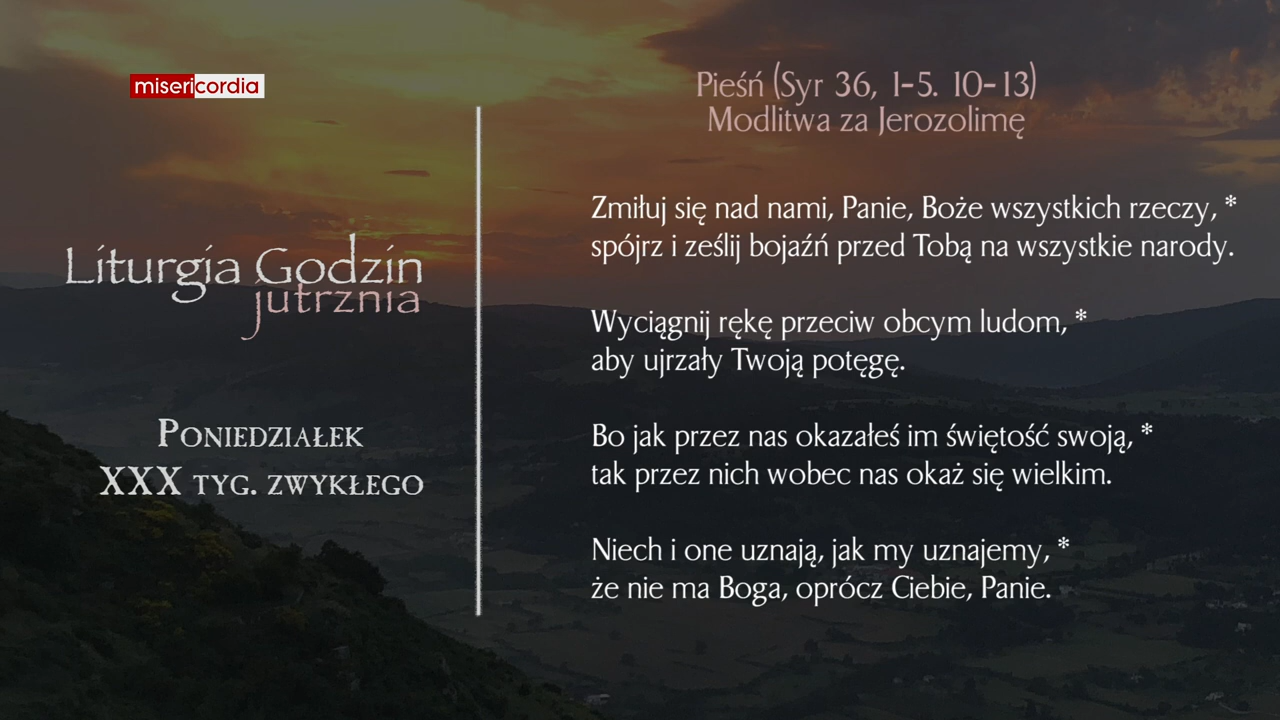 misericordia
Liturgia Godzin
jutrznia
Poniedziałek
XXX tyg. zwykłego
Pieśń (Syr 36, 1-5. 10-13)
Modlitwa za Jerozolimę
Zmiłuj się nad nami, Panie, Boże wszystkich rzeczy, *
spójrz i ześlij bojaźń przed Tobą na wszystkie narody.
Wyciągnij rękę przeciw obcym ludom, *
aby ujrzały Twoją potęgę.
Bo jak przez nas okazałeś im świętość swoją, *
tak przez nich wobec nas okaż się wielkim.
Niech i one uznają, jak my uznajemy, *
że nie ma Boga, oprócz Ciebie, Panie.